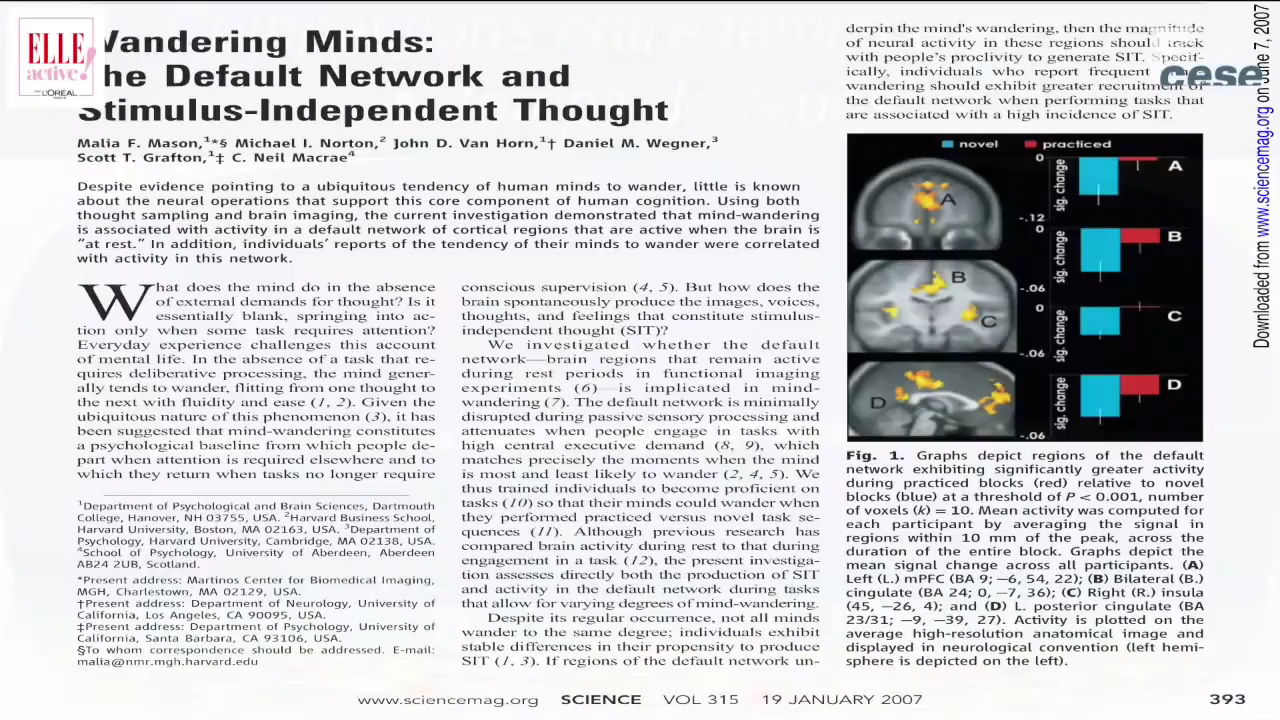 ELLE
active!
L'ORÉAL
PARIS
Wandering Minds:
the Default Network and
Stimulus-Independent Thought
Malia F. Mason,¹*§ Michael I. Norton,² John D. Van Horn,¹† Daniel M. Wegner,³
Scott T. Grafton,¹‡ C. Neil Macrae⁴
Despite evidence pointing to a ubiquitous tendency of human minds to wander, little is known
about the neural operations that support this core component of human cognition. Using both
thought sampling and brain imaging, the current investigation demonstrated that mind-wandering
is associated with activity in a default network of cortical regions that are active when the brain is
“at rest.” In addition, individuals’ reports of the tendency of their minds to wander were correlated
with activity in this network.
What does the mind do in the absence
of external demands for thought? Is it
essentially blank, springing into ac-
tion only when some task requires attention?
Everyday experience challenges this account
of mental life. In the absence of a task that re-
quires deliberative processing, the mind gener-
ally tends to wander, flitting from one thought to
the next with fluidity and ease (1, 2). Given the
ubiquitous nature of this phenomenon (3), it has
been suggested that mind-wandering constitutes
a psychological baseline from which people de-
part when attention is required elsewhere and to
which they return when tasks no longer require
¹Department of Psychological and Brain Sciences, Dartmouth
College, Hanover, NH 03755, USA. ²Harvard Business School,
Harvard University, Boston, MA 02163, USA. ³Department of
Psychology, Harvard University, Cambridge, MA 02138, USA.
⁴School of Psychology, University of Aberdeen, Aberdeen
AB24 2UB, Scotland.
*Present address: Martinos Center for Biomedical Imaging,
MGH, Charlestown, MA 02129, USA.
†Present address: Department of Neurology, University of
California, Los Angeles, CA 90095, USA.
‡Present address: Department of Psychology, University of
California, Santa Barbara, CA 93106, USA.
§To whom correspondence should be addressed. E-mail:
malia@nmr.mgh.harvard.edu
conscious supervision (4, 5). But how does the
brain spontaneously produce the images, voices,
thoughts, and feelings that constitute stimulus-
independent thought (SIT)?
We investigated whether the default
network—brain regions that remain active
during rest periods in functional imaging
experiments (6)—is implicated in mind-
wandering (7). The default network is minimally
disrupted during passive sensory processing and
attenuates when people engage in tasks with
high central executive demand (8, 9), which
matches precisely the moments when the mind
is most and least likely to wander (2, 4, 5). We
thus trained individuals to become proficient on
tasks (10) so that their minds could wander when
they performed practiced versus novel task se-
quences (11). Although previous research has
compared brain activity during rest to that during
engagement in a task (12), the present investiga-
tion assesses directly both the production of SIT
and activity in the default network during tasks
that allow for varying degrees of mind-wandering.
Despite its regular occurrence, not all minds
wander to the same degree; individuals exhibit
stable differences in their propensity to produce
SIT (1, 3). If regions of the default network un-
derpin the mind's wandering, then the magnitude
of neural activity in these regions should track
with people's proclivity to generate SIT. Specif-
ically, individuals who report frequent
wandering should exhibit greater recruitment of
the default network when performing tasks that
are associated with a high incidence of SIT.
cese
novel practiced
0 sig. change A
-.12
A
0 sig. change B
-.06
B
C
0 sig. change C
-.06
D
sig. change D
-.06
Fig. 1. Graphs depict regions of the default
network exhibiting significantly greater activity
during practiced blocks (red) relative to novel
blocks (blue) at a threshold of P < 0.001, number
of voxels (k) = 10. Mean activity was computed for
each participant by averaging the signal in
regions within 10 mm of the peak, across the
duration of the entire block. Graphs depict the
mean signal change across all participants. (A)
Left (L.) mPFC (BA 9; −6, 54, 22); (B) Bilateral (B.)
cingulate (BA 24; 0, −7, 36); (C) Right (R.) insula
(45, −26, 4); and (D) L. posterior cingulate (BA
23/31; −9, −39, 27). Activity is plotted on the
average high-resolution anatomical image and
displayed in neurological convention (left hemi-
sphere is depicted on the left).
Downloaded from www.sciencemag.org on June 7, 2007
www.sciencemag.org SCIENCE VOL 315 19 JANUARY 2007
393